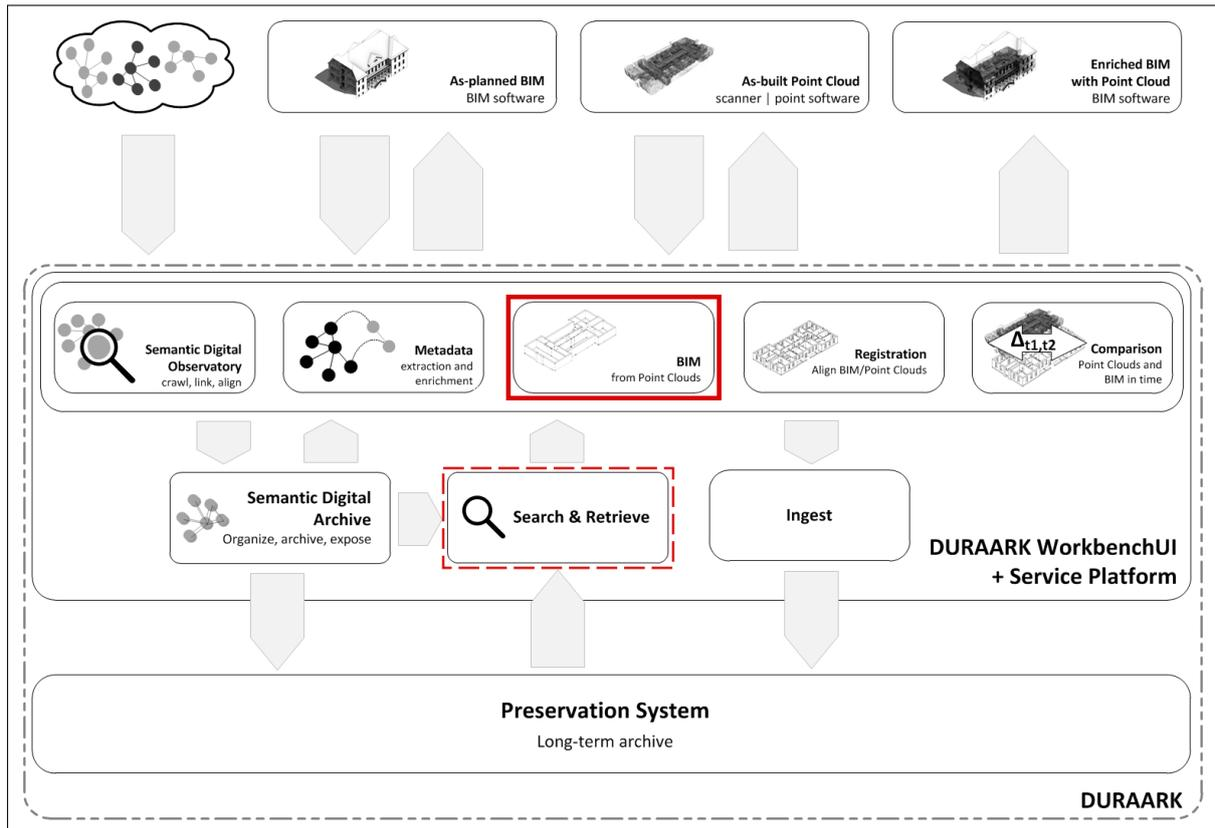 As-planned BIM
BIM software
As-built Point Cloud
scanner | point software
Enriched BIM
with Point Cloud
BIM software
Semantic Digital
Observatory
crawl, link, align
Metadata
extraction and
enrichment
BIM
from Point Clouds
Registration
Align BIM/Point Clouds
Δt1,t2
Comparison
Point Clouds and
BIM in time
Semantic Digital
Archive
Organize, archive, expose
Search & Retrieve
Ingest
DURAARK WorkbenchUI
+ Service Platform
Preservation System
Long-term archive
DURAARK